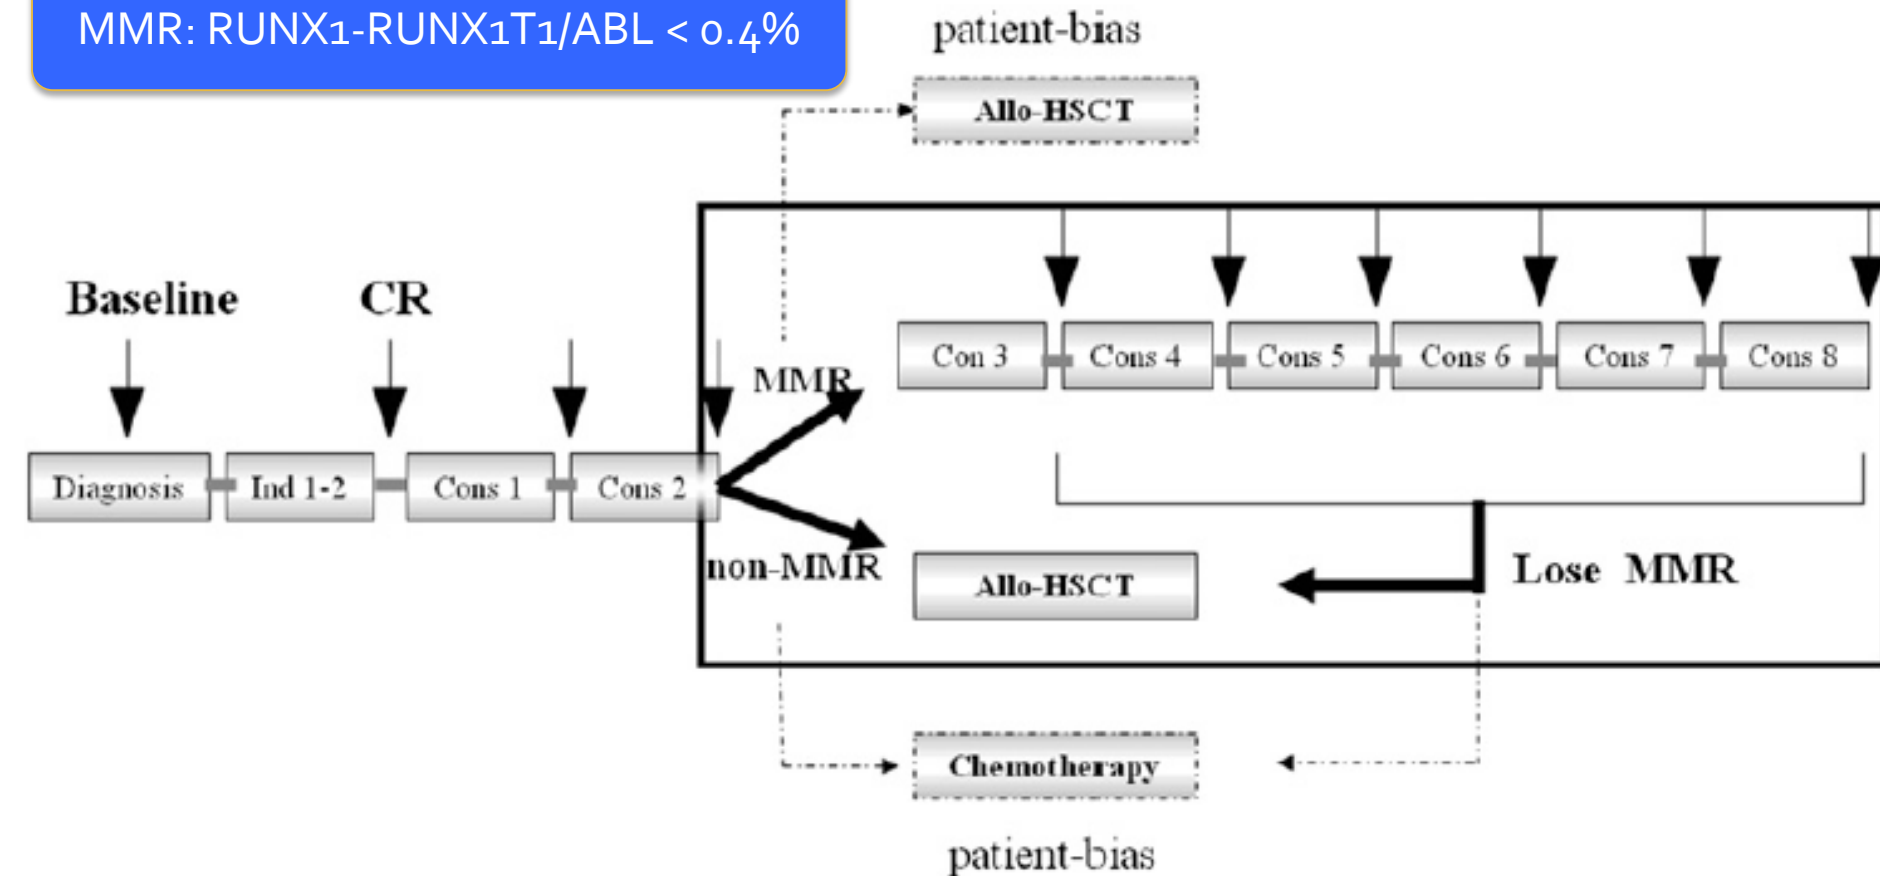 MMR: RUNX1-RUNX1T1/ABL < 0.4%
patient-bias
Allo-HSCT
Baseline
CR
Con 3
Cons 4
Cons 5
Cons 6
Cons 7
Cons 8
MMR
Diagnosis
Ind 1-2
Cons 1
Cons 2
non-MMR
Allo-HSCT
Lose MMR
Chemotherapy
patient-bias